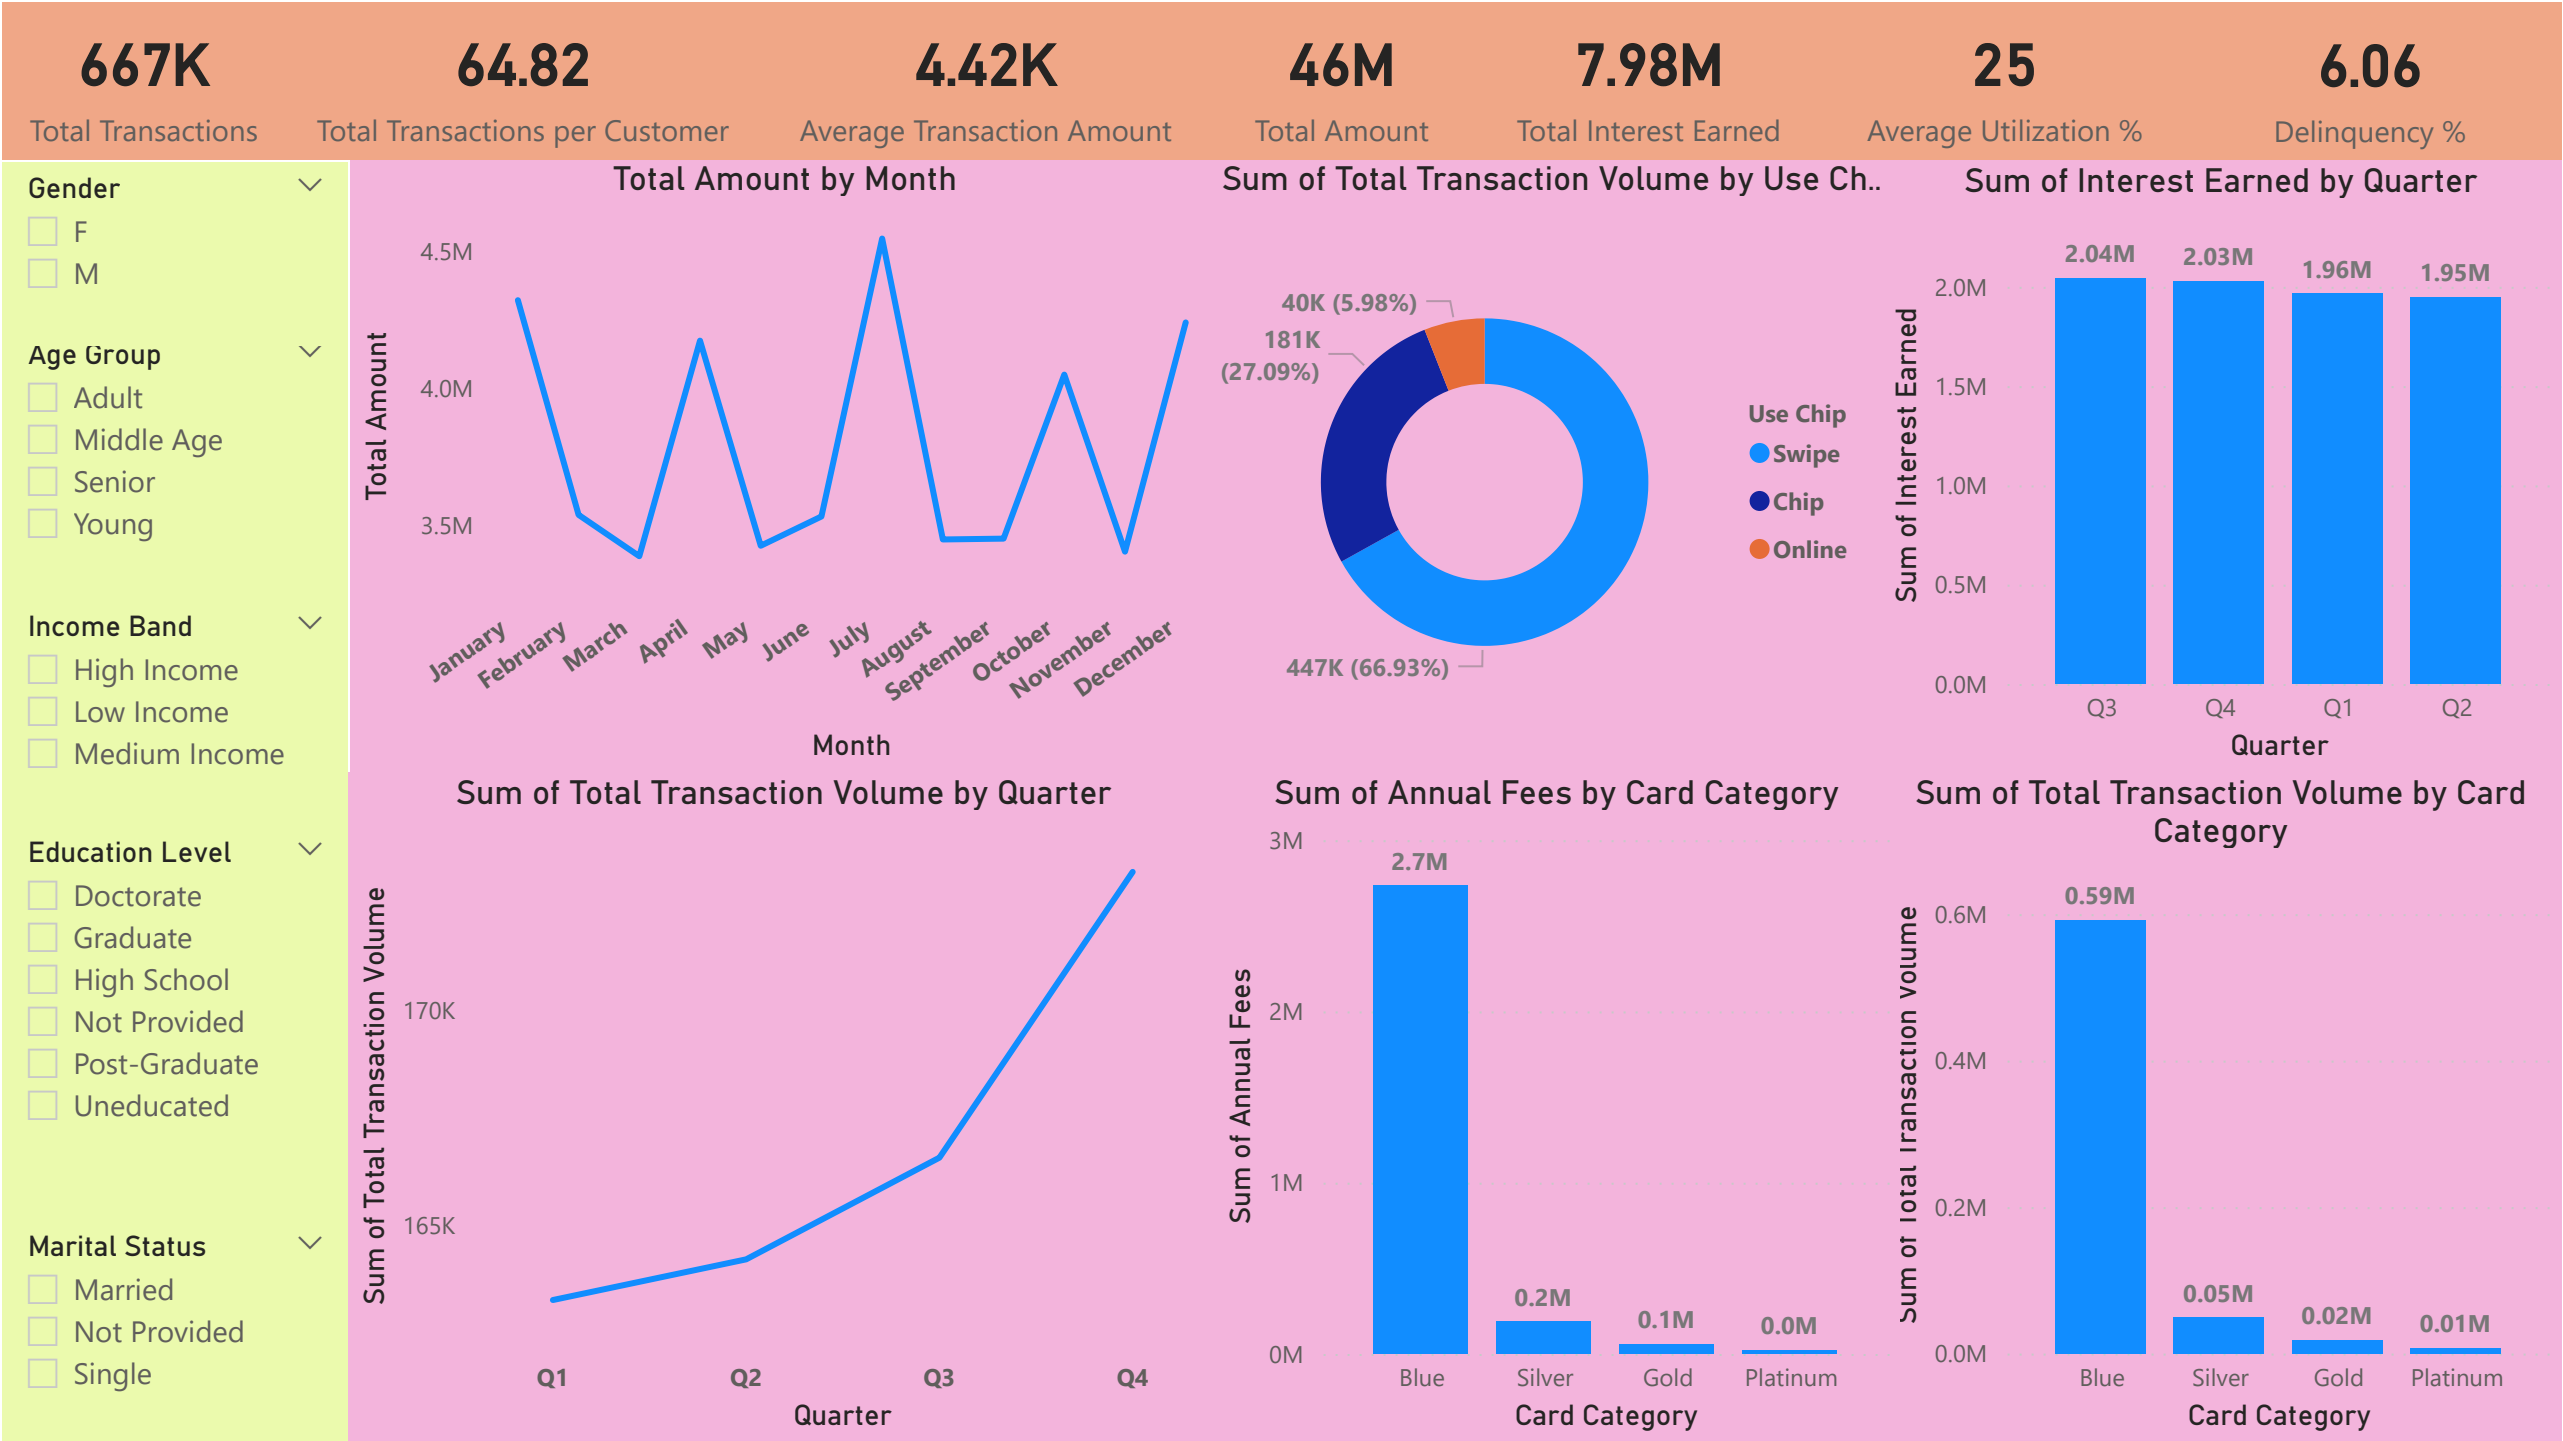 667K
Total Transactions
64.82
Total Transactions per Customer
4.42K
Average Transaction Amount
46M
Total Amount
7.98M
Total Interest Earned
25
Average Utilization %
6.06
Delinquency %
Gender
F
M
Age Group
Adult
Middle Age
Senior
Young
Income Band
High Income
Low Income
Medium Income
Education Level
Doctorate
Graduate
High School
Not Provided
Post-Graduate
Uneducated
Marital Status
Married
Not Provided
Single
Total Amount by Month
Total Amount
4.5M
4.0M
3.5M
January
February
March
April
May
June
July
August
September
October
November
December
Month
Sum of Total Transaction Volume by Use Ch..
40K (5.98%)
181K
(27.09%)
447K (66.93%)
Use Chip
Swipe
Chip
Online
Sum of Interest Earned by Quarter
Sum of Interest Earned
2.0M
1.5M
1.0M
0.5M
0.0M
2.04M
2.03M
1.96M
1.95M
Q3
Q4
Q1
Q2
Quarter
Sum of Total Transaction Volume by Quarter
Sum of Total Transaction Volume
170K
165K
Q1
Q2
Q3
Q4
Quarter
Sum of Annual Fees by Card Category
Sum of Annual Fees
3M
2M
1M
0M
2.7M
0.2M
0.1M
0.0M
Blue
Silver
Gold
Platinum
Card Category
Sum of Total Transaction Volume by Card
Category
Sum of Total Transaction Volume
0.6M
0.4M
0.2M
0.0M
0.59M
0.05M
0.02M
0.01M
Blue
Silver
Gold
Platinum
Card Category